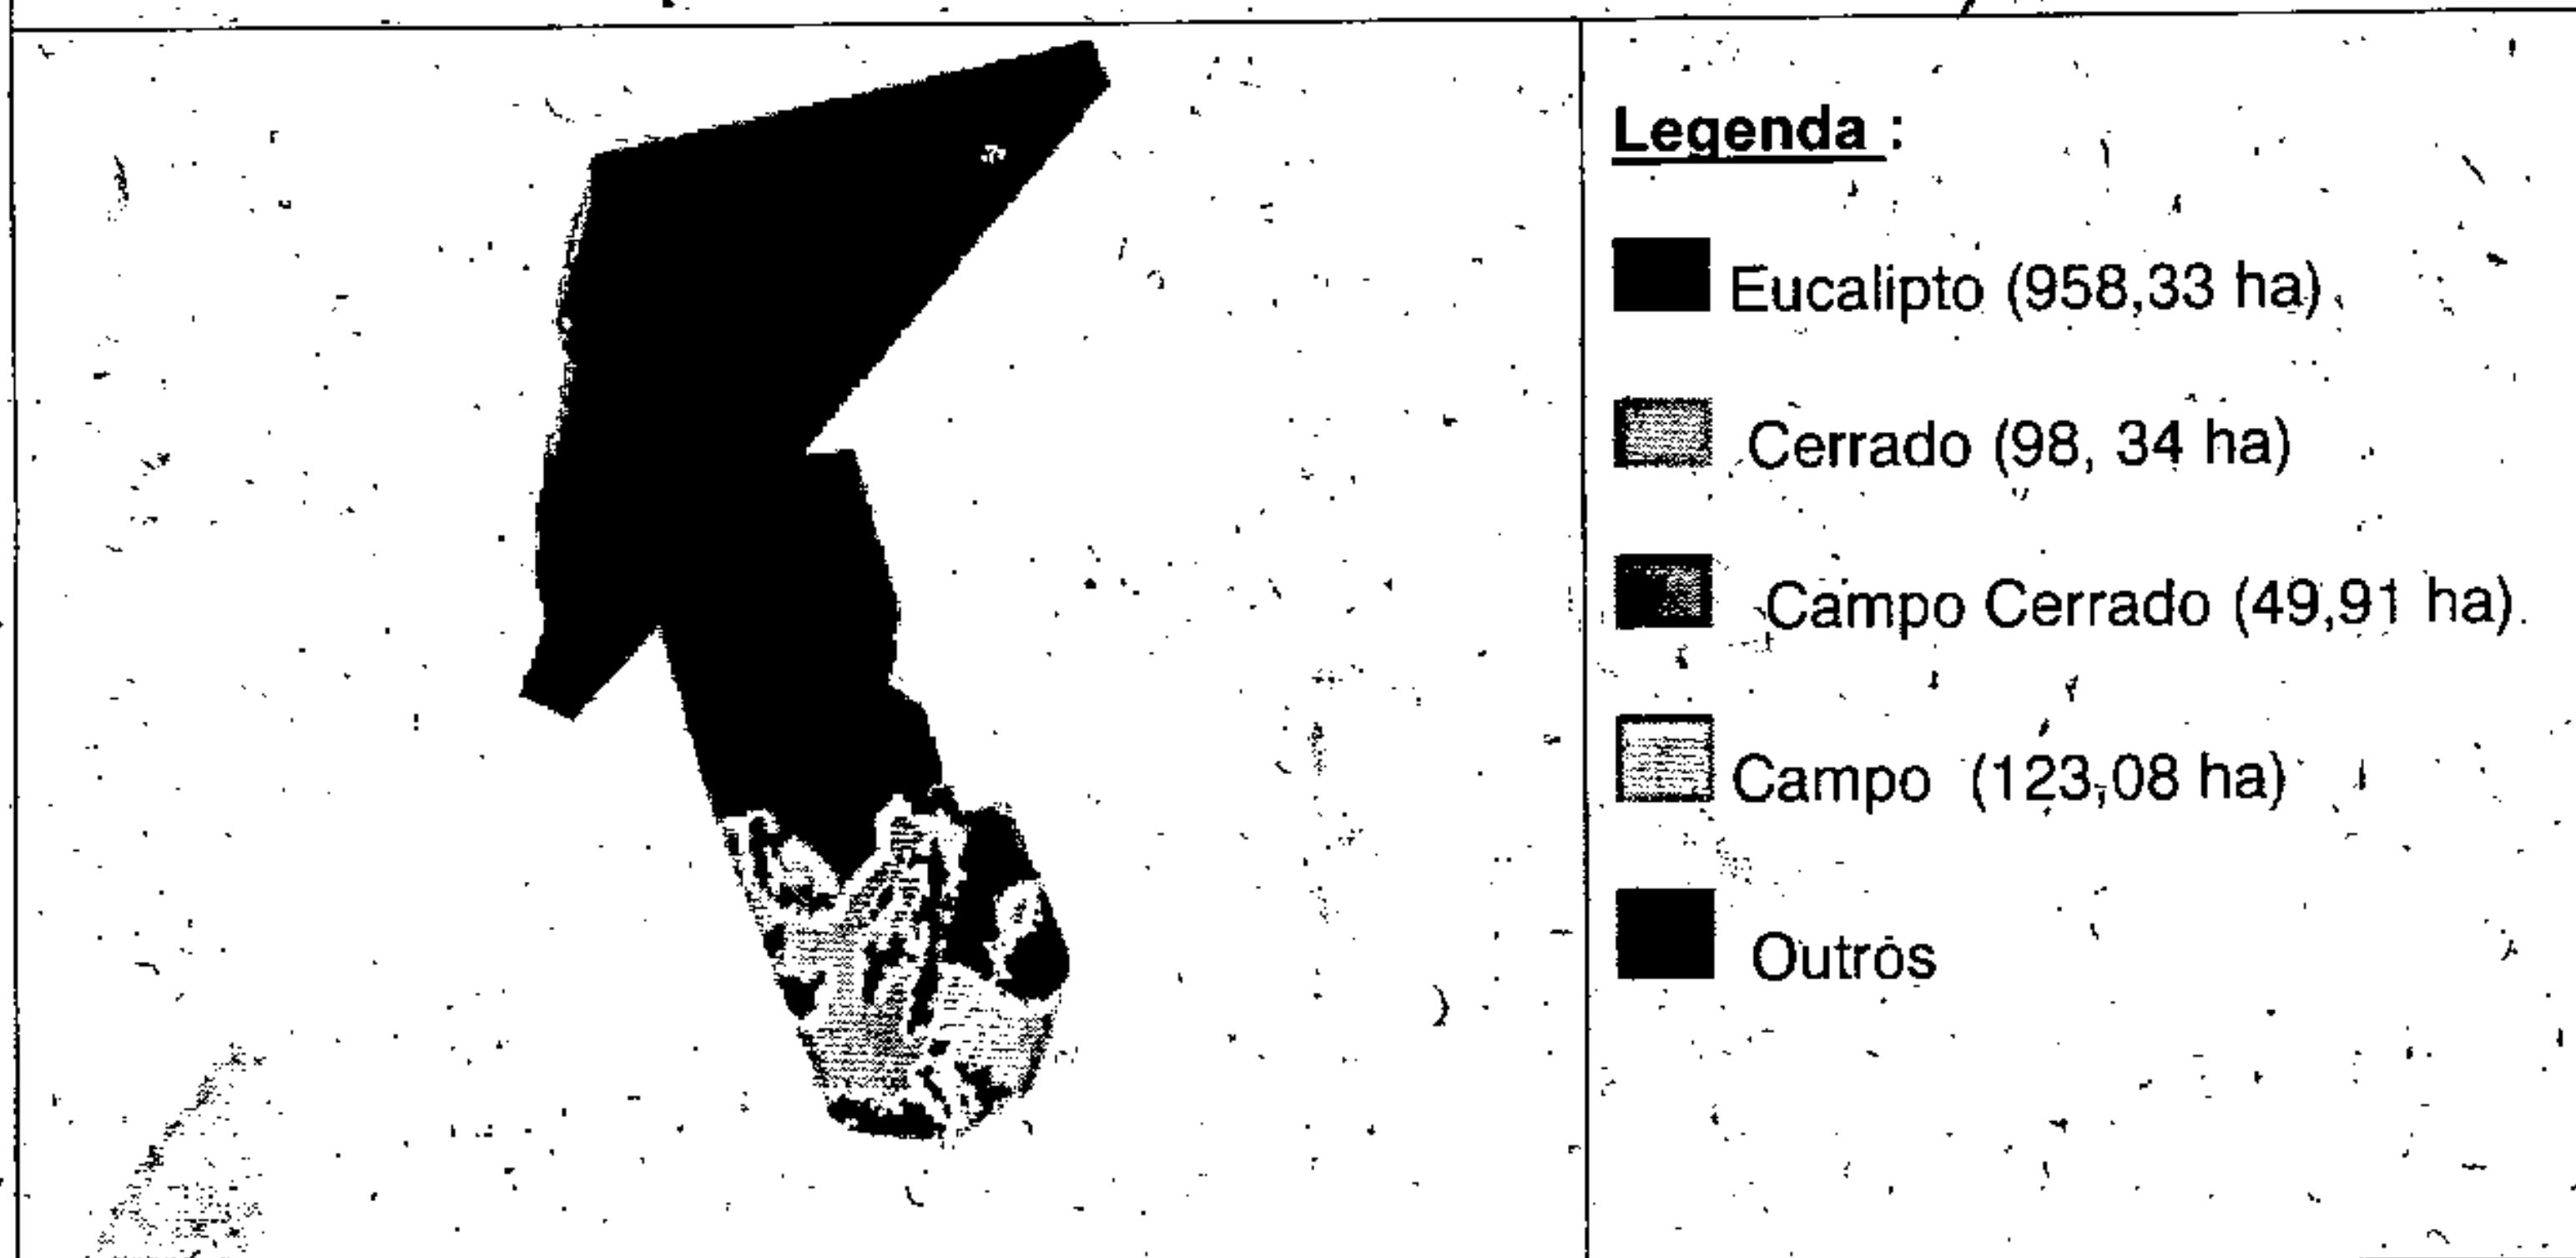 Legenda :
Eucalipto (958,33 ha)
Cerrado (98, 34 ha)
Campo Cerrado (49,91 ha)
Campo (123,08 ha)
Outros